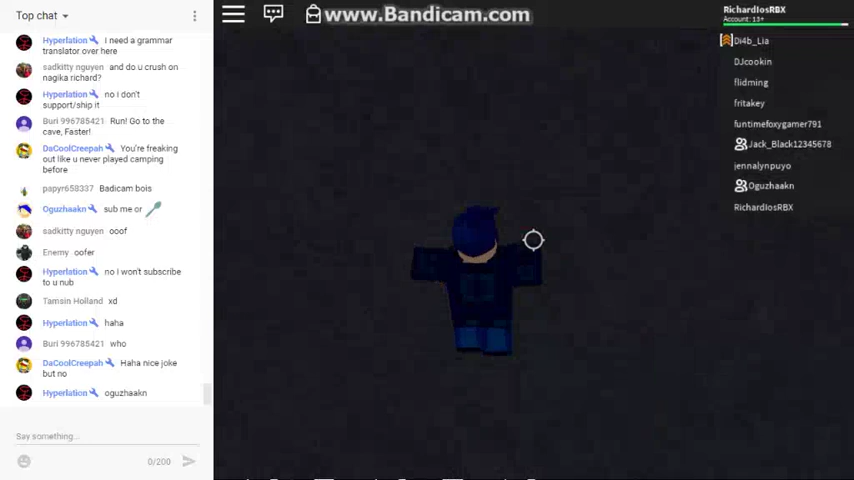 Top chat
Hyperlation I need a grammar
translator over here
sadkitty nguyen and do u crush on
nagika richard?
Hyperlation no i don't
support/ship it
Buri 996785421 Run! Go to the
cave, Faster!
DaCoolCreepah You're freaking
out like u never played camping
before
papyr658337 Badicam bois
Oguzhaakn sub me or
sadkitty nguyen ooof
Enemy oofer
Hyperlation no I won't subscribe
to u nub
Tamsin Holland xd
Hyperlation haha
Buri 996785421 who
DaCoolCreepah Haha nice joke
but no
Hyperlation oguzhaakn
Say something...
0/200
www.Bandicam.com
RichardIosRBX
Account: 13+
Di4b_Lia
DJcookin
flidming
fritakey
funtimefoxygamer791
Jack_Black12345678
jennalynpuyo
Oguzhaakn
RichardIosRBX